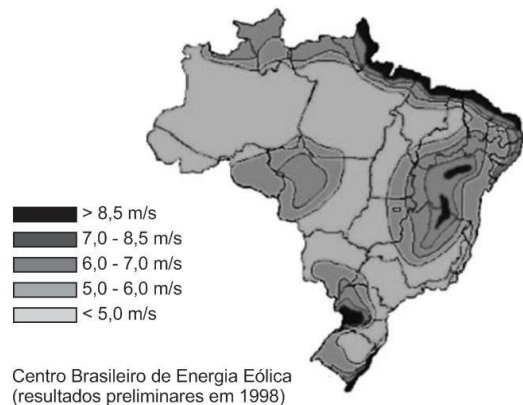 > 8,5 m/s
7,0 - 8,5 m/s
6,0 - 7,0 m/s
5,0 - 6,0 m/s
< 5,0 m/s
Centro Brasileiro de Energia Eólica
(resultados preliminares em 1998)